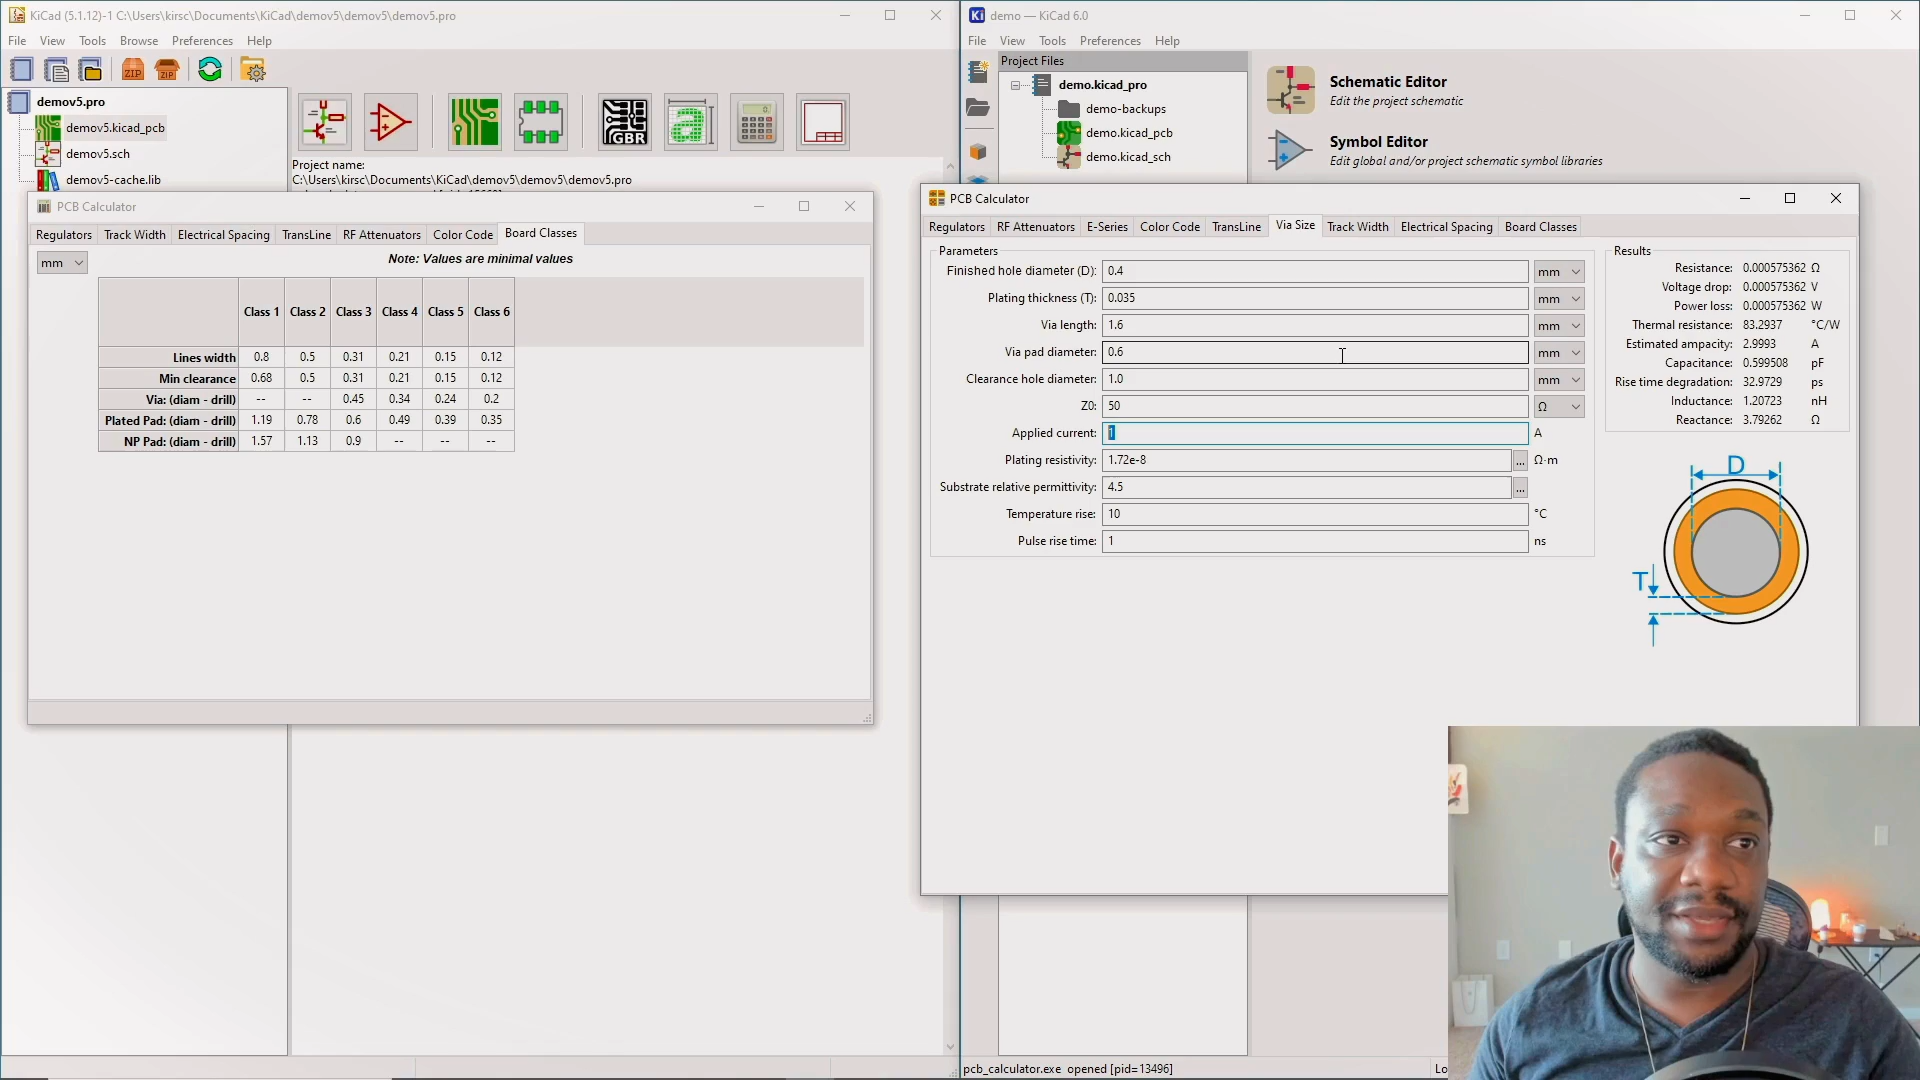 KiCad (5.1.12)-1 C:\Users\kirsc\Documents\KiCad\demov5\demov5\demov5.pro
File View Tools Browse Preferences Help
ZIP ZIP
demov5.pro
demov5.kicad_pcb
demov5.sch
demov5-cache.lib
GBR
Project name:
C:\Users\kirsc\Documents\KiCad\demov5\demov5\demov5.pro
PCB Calculator
Regulators Track Width Electrical Spacing TransLine RF Attenuators Color Code Board Classes
mm
Note: Values are minimal values
Class 1 Class 2 Class 3 Class 4 Class 5 Class 6
Lines width 0.8 0.5 0.31 0.21 0.15 0.12
Min clearance 0.68 0.5 0.31 0.21 0.15 0.12
Via: (diam - drill) -- -- 0.45 0.34 0.24 0.2
Plated Pad: (diam - drill) 1.19 0.78 0.6 0.49 0.39 0.35
NP Pad: (diam - drill) 1.57 1.13 0.9 -- -- --
Ki demo — KiCad 6.0
File View Tools Preferences Help
Project Files
demo.kicad_pro
demo-backups
demo.kicad_pcb
demo.kicad_sch
Schematic Editor
Edit the project schematic
Symbol Editor
Edit global and/or project schematic symbol libraries
PCB Calculator
Regulators RF Attenuators E-Series Color Code TransLine Via Size Track Width Electrical Spacing Board Classes
Parameters
Finished hole diameter (D): 0.4 mm
Plating thickness (T): 0.035 mm
Via length: 1.6 mm
Via pad diameter: 0.6 mm
Clearance hole diameter: 1.0 mm
Z0: 50 Ω
Applied current: 1 A
Plating resistivity: 1.72e-8 ... Ω·m
Substrate relative permittivity: 4.5 ...
Temperature rise: 10 °C
Pulse rise time: 1 ns
Results
Resistance: 0.000575362 Ω
Voltage drop: 0.000575362 V
Power loss: 0.000575362 W
Thermal resistance: 83.2937 °C/W
Estimated ampacity: 2.9993 A
Capacitance: 0.599508 pF
Rise time degradation: 32.9729 ps
Inductance: 1.20723 nH
Reactance: 3.79262 Ω
D
T
pcb_calculator.exe opened [pid=13496]
Lo